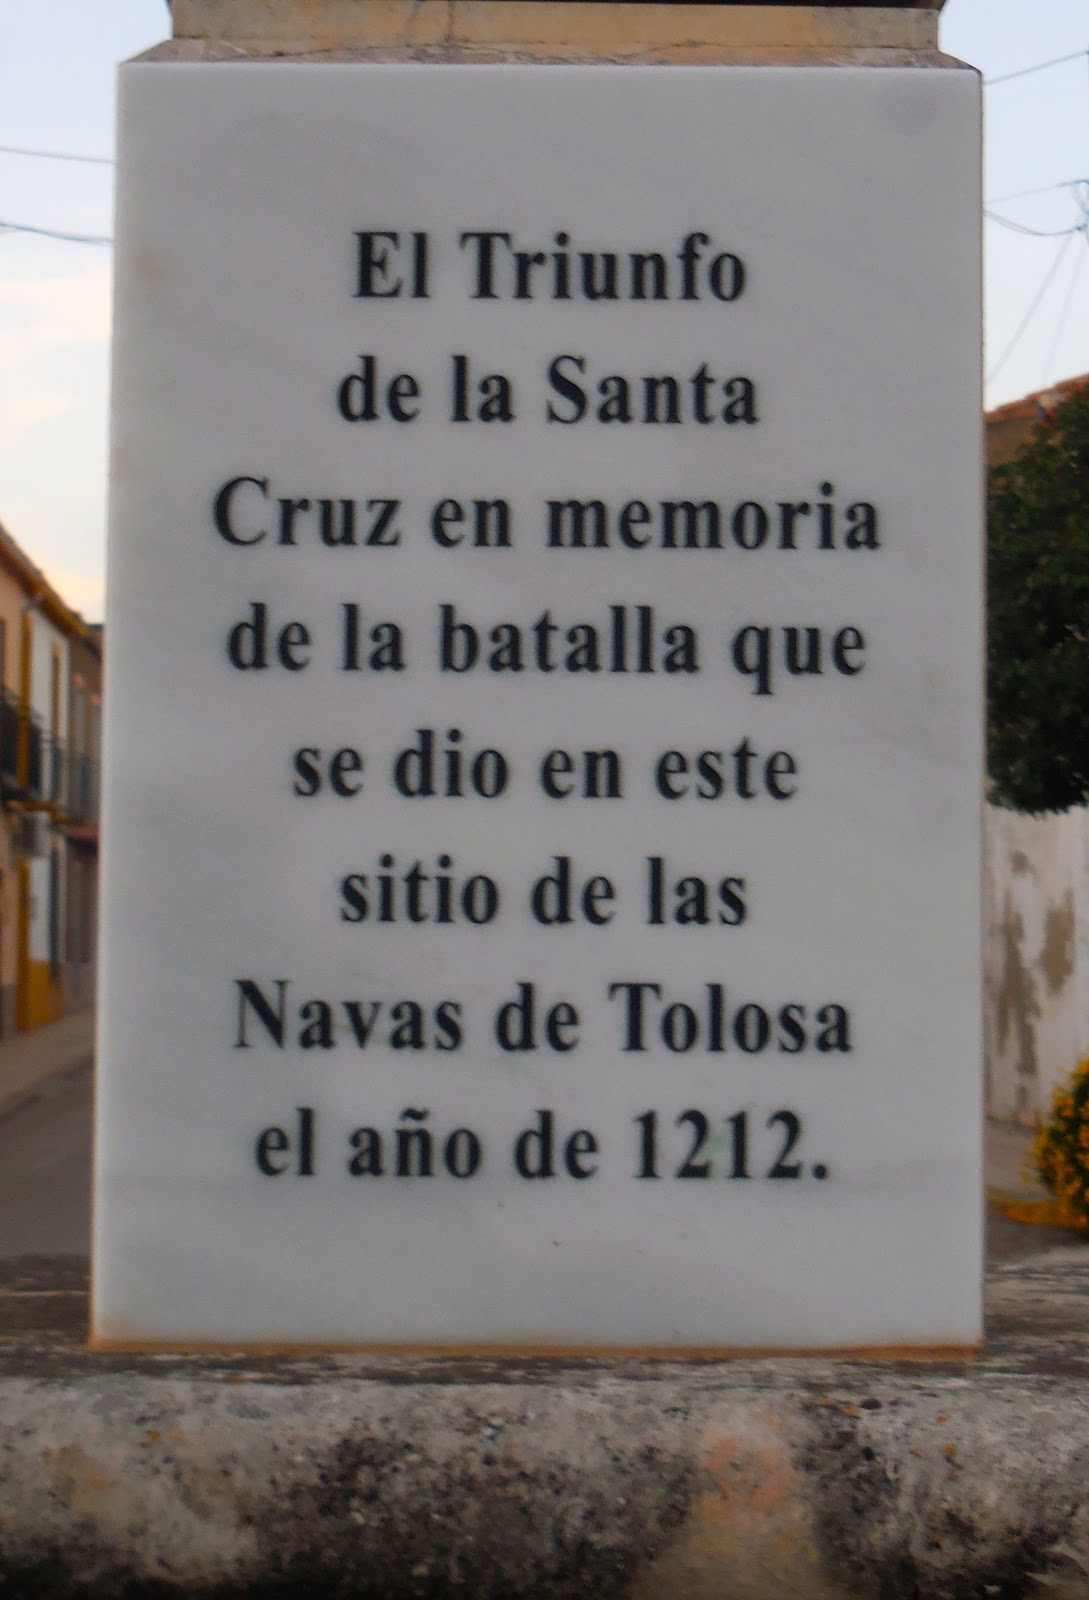 El Triunfo
de la Santa
Cruz en memoria
de la batalla que
se dio en este
sitio de las
Navas de Tolosa
el año de 1212.